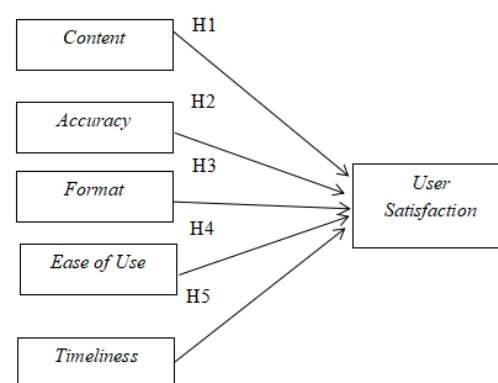 H1
Content
H2
Accuracy
H3
Format
User
Satisfaction
H4
Ease of Use
H5
Timeliness